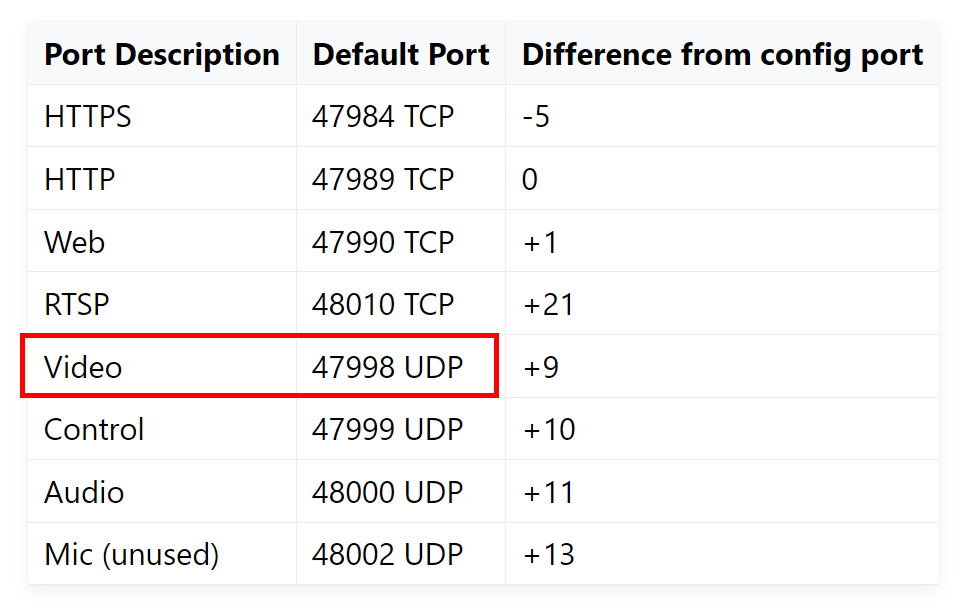 Port Description Default Port Difference from config port
HTTPS 47984 TCP -5
HTTP 47989 TCP 0
Web 47990 TCP +1
RTSP 48010 TCP +21
Video 47998 UDP +9
Control 47999 UDP +10
Audio 48000 UDP +11
Mic (unused) 48002 UDP +13